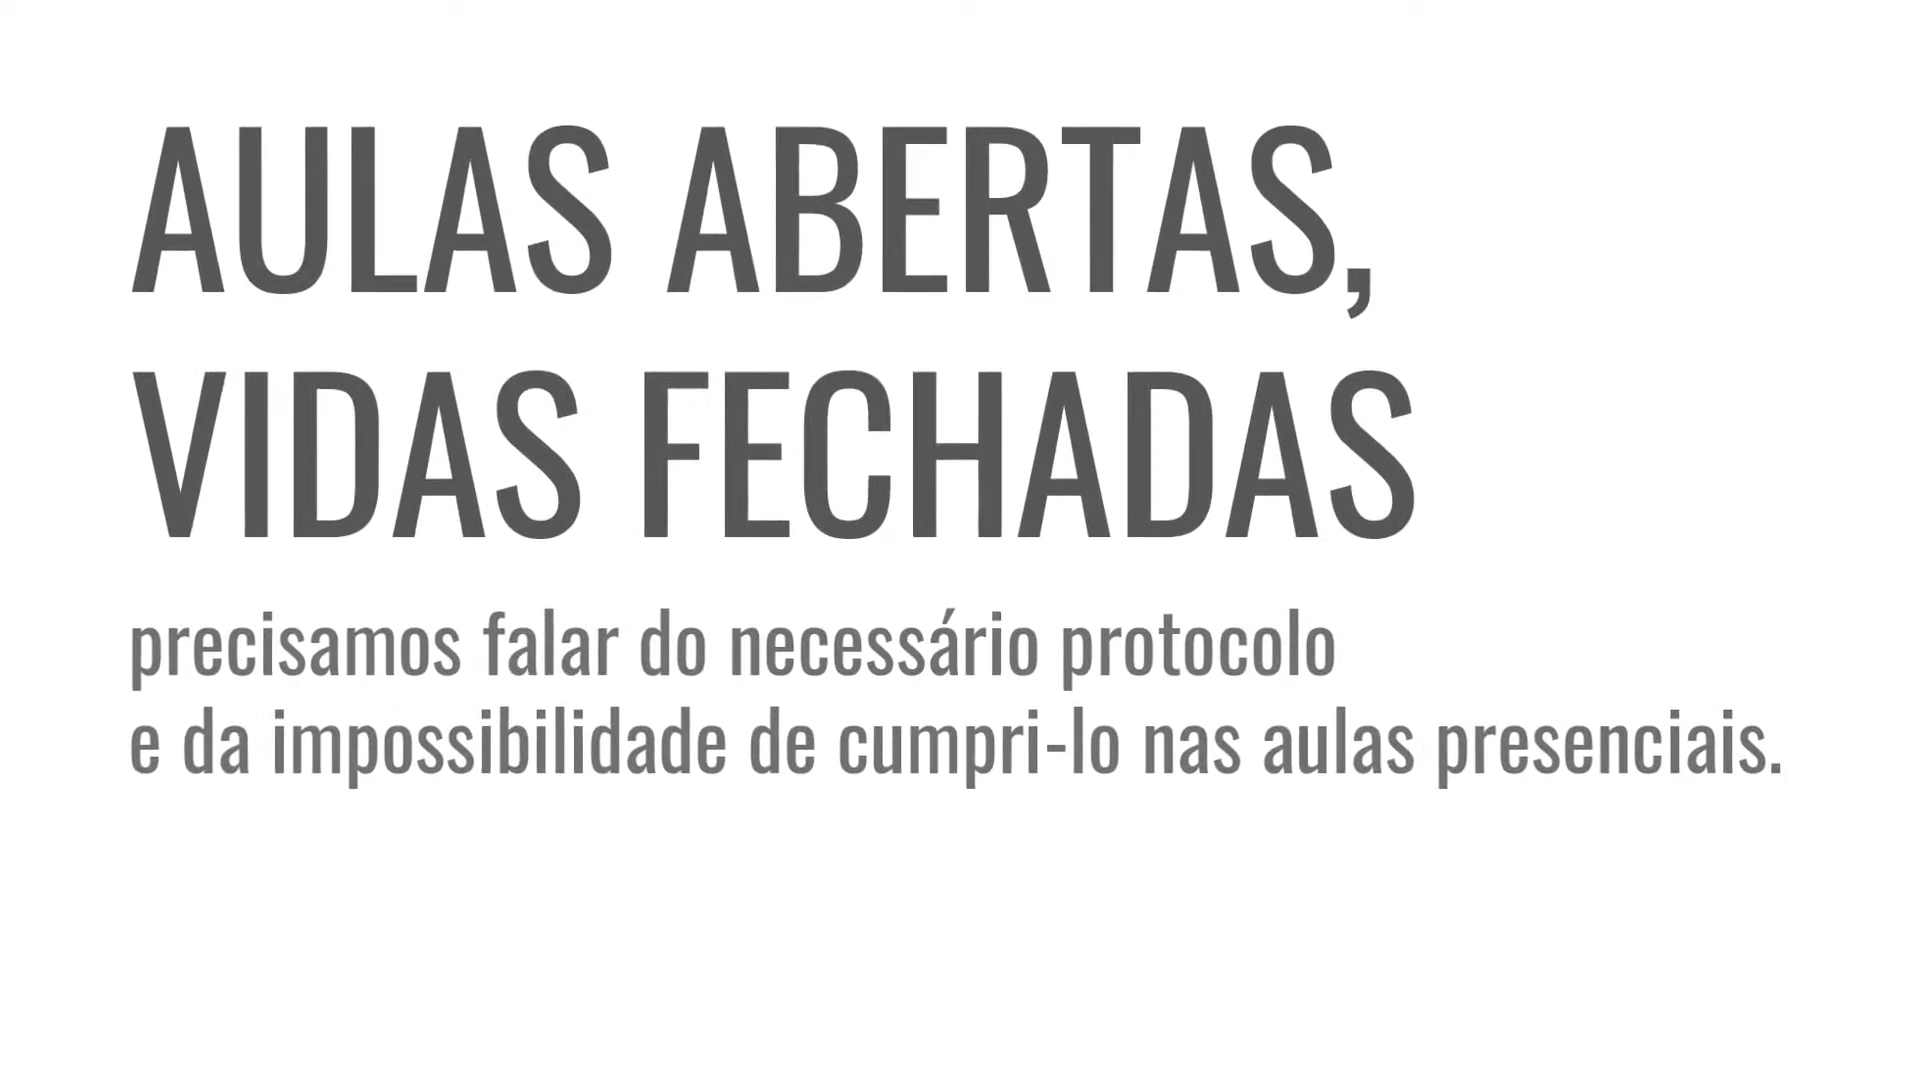 AULAS ABERTAS,
VIDAS FECHADAS
precisamos falar do necessário protocolo
e da impossibilidade de cumpri-lo nas aulas presenciais.